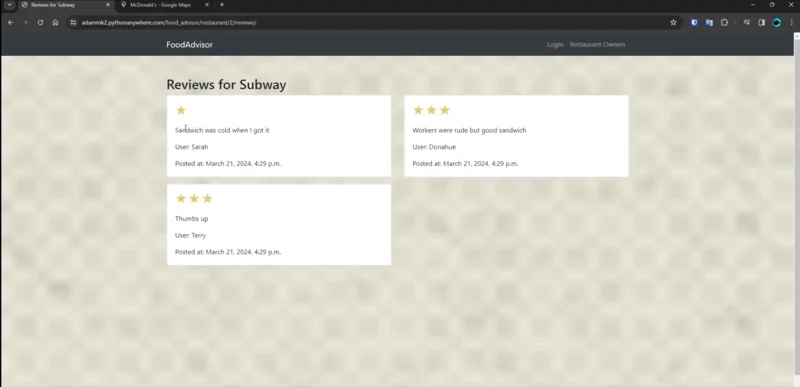 Reviews for Subway
McDonald's - Google Maps
adammk2.pythonanywhere.com/food_advisor/restaurant/2/reviews/
FoodAdvisor
Login
Restaurant Owners
Reviews for Subway
Sandwich was cold when I got it
User: Sarah
Posted at: March 21, 2024, 4:29 p.m.
Workers were rude but good sandwich
User: Donahue
Posted at: March 21, 2024, 4:29 p.m.
Thumbs up
User: Terry
Posted at: March 21, 2024, 4:29 p.m.